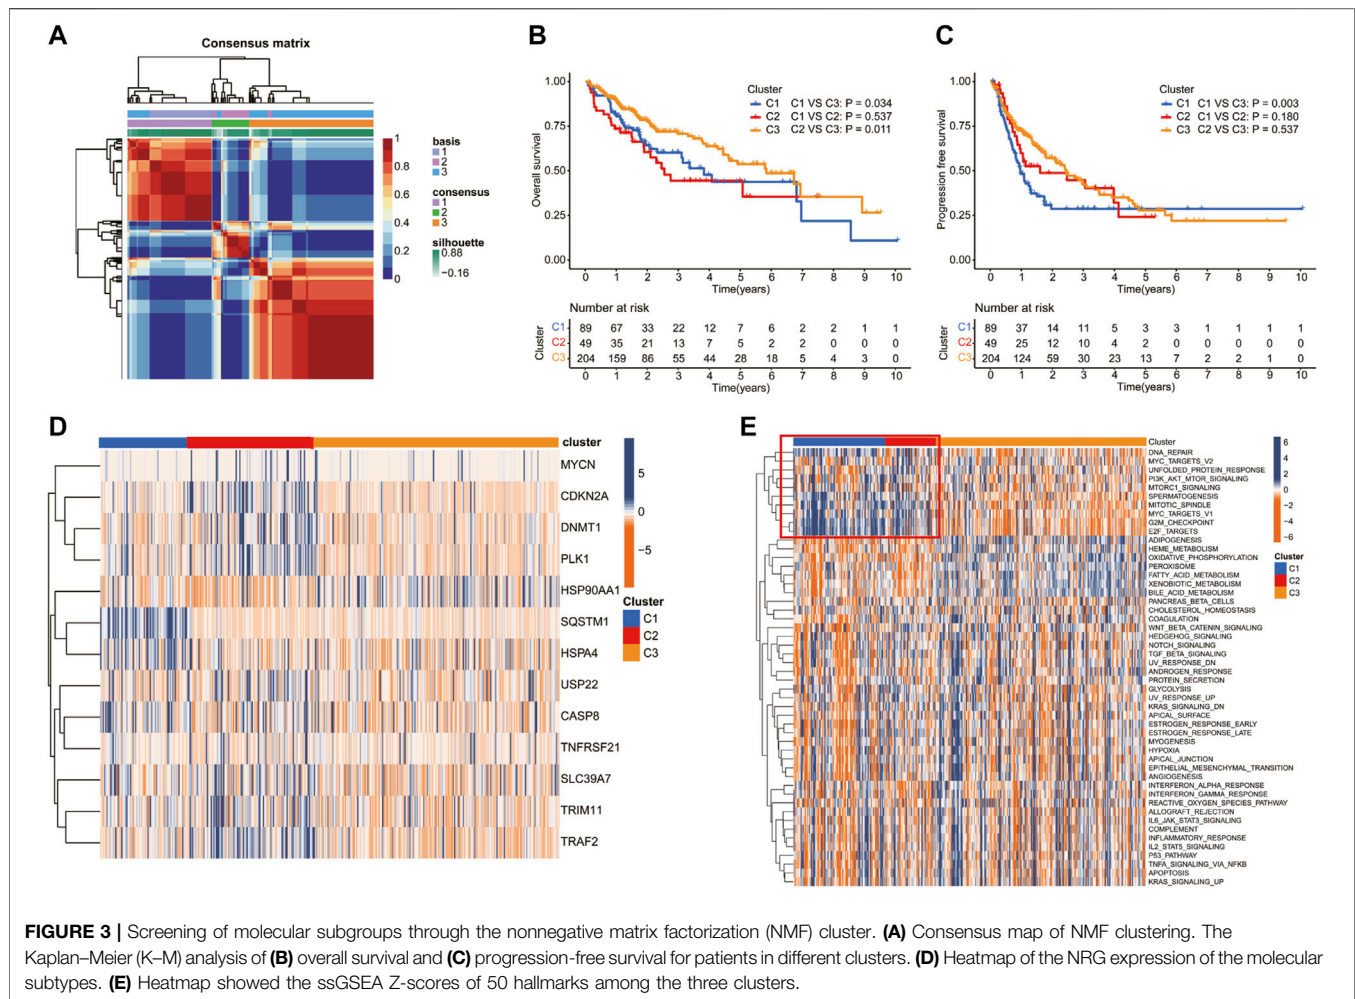 A
Consensus matrix
1
0.8
0.6
0.4
0.2
0
basis
1
2
3
consensus
1
2
3
silhouette
0.88
−0.16
B
Overall survival
1.00
0.75
0.50
0.25
0.00
Cluster
C1 C1 VS C3: P = 0.034
C2 C1 VS C2: P = 0.537
C3 C2 VS C3: P = 0.011
0 1 2 3 4 5 6 7 8 9 10
Time(years)
Number at risk
Cluster
C1 89 67 33 22 12 7 6 2 2 1 1
C2 49 35 21 13 7 5 2 2 0 0 0
C3 204 159 86 55 44 28 18 5 4 3 0
0 1 2 3 4 5 6 7 8 9 10
Time(years)
C
Progression free survival
1.00
0.75
0.50
0.25
0.00
Cluster
C1 C1 VS C3: P = 0.003
C2 C1 VS C2: P = 0.180
C3 C2 VS C3: P = 0.537
0 1 2 3 4 5 6 7 8 9 10
Time(years)
Number at risk
Cluster
C1 89 37 14 11 5 3 3 1 1 1 1
C2 49 25 12 10 4 2 0 0 0 0 0
C3 204 124 59 30 23 13 7 2 2 1 0
0 1 2 3 4 5 6 7 8 9 10
Time(years)
D
cluster
MYCN
CDKN2A
DNMT1
PLK1
HSP90AA1
SQSTM1
HSPA4
USP22
CASP8
TNFRSF21
SLC39A7
TRIM11
TRAF2
5
0
−5
Cluster
C1
C2
C3
E
Cluster
DNA_REPAIR
MYC_TARGETS_V2
UNFOLDED_PROTEIN_RESPONSE
PI3K_AKT_MTOR_SIGNALING
MTORC1_SIGNALING
SPERMATOGENESIS
MITOTIC_SPINDLE
MYC_TARGETS_V1
G2M_CHECKPOINT
E2F_TARGETS
ADIPOGENESIS
HEME_METABOLISM
OXIDATIVE_PHOSPHORYLATION
PEROXISOME
FATTY_ACID_METABOLISM
XENOBIOTIC_METABOLISM
BILE_ACID_METABOLISM
PANCREAS_BETA_CELLS
CHOLESTEROL_HOMEOSTASIS
COAGULATION
WNT_BETA_CATENIN_SIGNALING
HEDGEHOG_SIGNALING
NOTCH_SIGNALING
TGF_BETA_SIGNALING
UV_RESPONSE_DN
ANDROGEN_RESPONSE
PROTEIN_SECRETION
GLYCOLYSIS
UV_RESPONSE_UP
KRAS_SIGNALING_DN
APICAL_SURFACE
ESTROGEN_RESPONSE_EARLY
ESTROGEN_RESPONSE_LATE
MYOGENESIS
HYPOXIA
APICAL_JUNCTION
EPITHELIAL_MESENCHYMAL_TRANSITION
ANGIOGENESIS
INTERFERON_ALPHA_RESPONSE
INTERFERON_GAMMA_RESPONSE
REACTIVE_OXYGEN_SPECIES_PATHWAY
ALLOGRAFT_REJECTION
IL6_JAK_STAT3_SIGNALING
COMPLEMENT
INFLAMMATORY_RESPONSE
IL2_STAT5_SIGNALING
P53_PATHWAY
TNFA_SIGNALING_VIA_NFKB
APOPTOSIS
KRAS_SIGNALING_UP
6
4
2
0
−2
−4
−6
Cluster
C1
C2
C3
FIGURE 3 | Screening of molecular subgroups through the nonnegative matrix factorization (NMF) cluster. (A) Consensus map of NMF clustering. The
Kaplan–Meier (K–M) analysis of (B) overall survival and (C) progression-free survival for patients in different clusters. (D) Heatmap of the NRG expression of the molecular
subtypes. (E) Heatmap showed the ssGSEA Z-scores of 50 hallmarks among the three clusters.